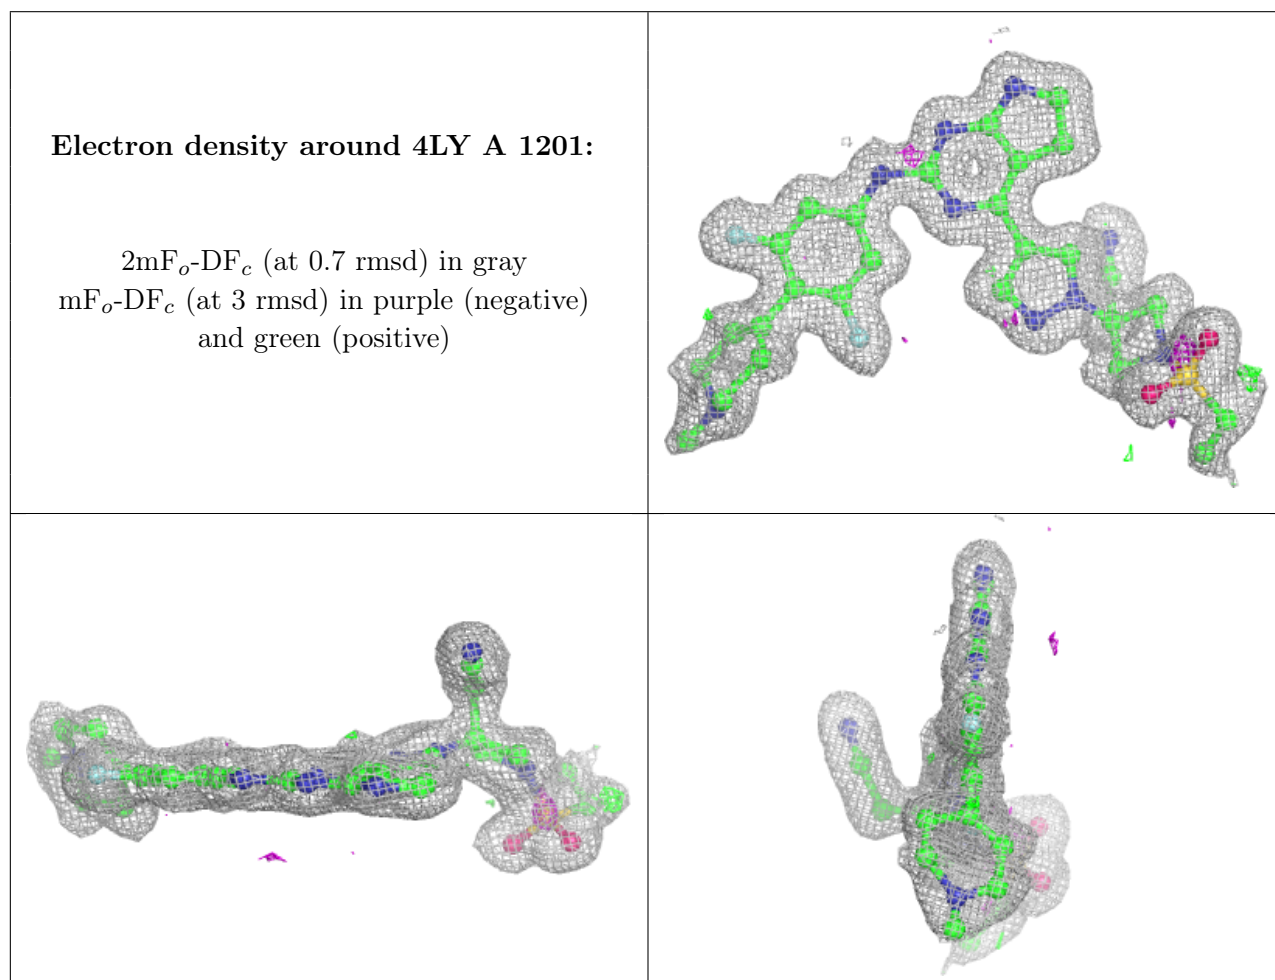 Electron density around 4LY A 1201:
2mFo-DFc (at 0.7 rmsd) in gray
mFo-DFc (at 3 rmsd) in purple (negative)
and green (positive)